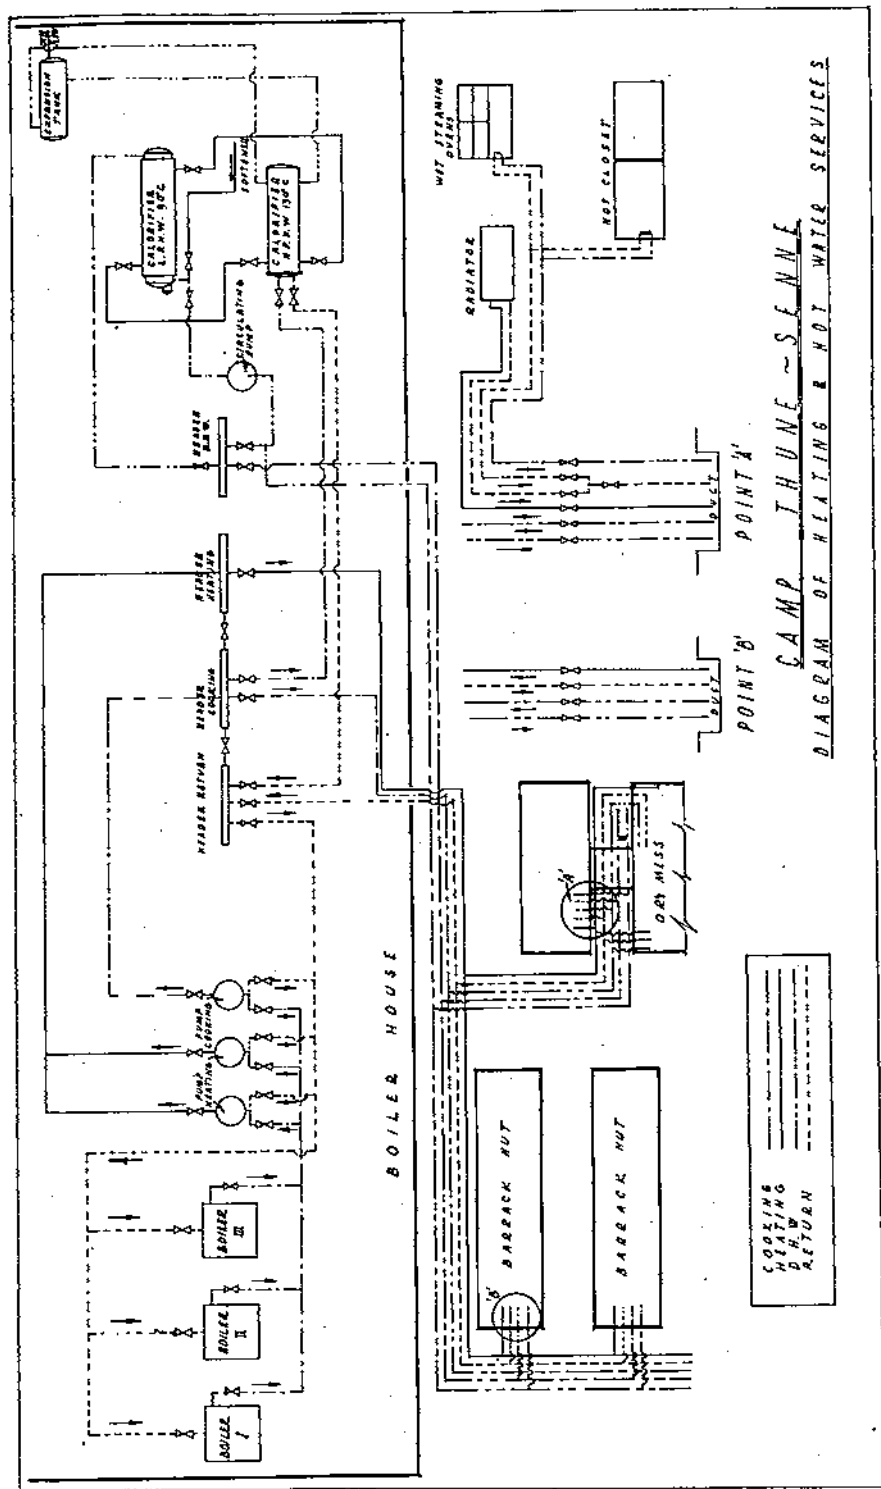 EXPANSION
TANK
CALORIFIER
L.P.H.W. 90°C
SOFTENED
CALORIFIER
H.P.H.W 130°C
CIRCULATING
PUMP
HEADER
D.H.W.
HEADER
HEATING
HEADER
COOKING
HEADER RETURN
PUMP
COOKING
PUMP
HEATING
BOILER
III
BOILER
II
BOILER
I
BOILER HOUSE
WET STEAMING
OVENS
RADIATOR
HOT CLOSET
DUCT
POINT 'A'
DUCT
POINT 'B'
'A'
ORS MESS
BARRACK HUT
'B'
BARRACK HUT
COOKING
HEATING
D.H.W
RETURN
CAMP THUNE ~ SENNE
DIAGRAM OF HEATING & HOT WATER SERVICES